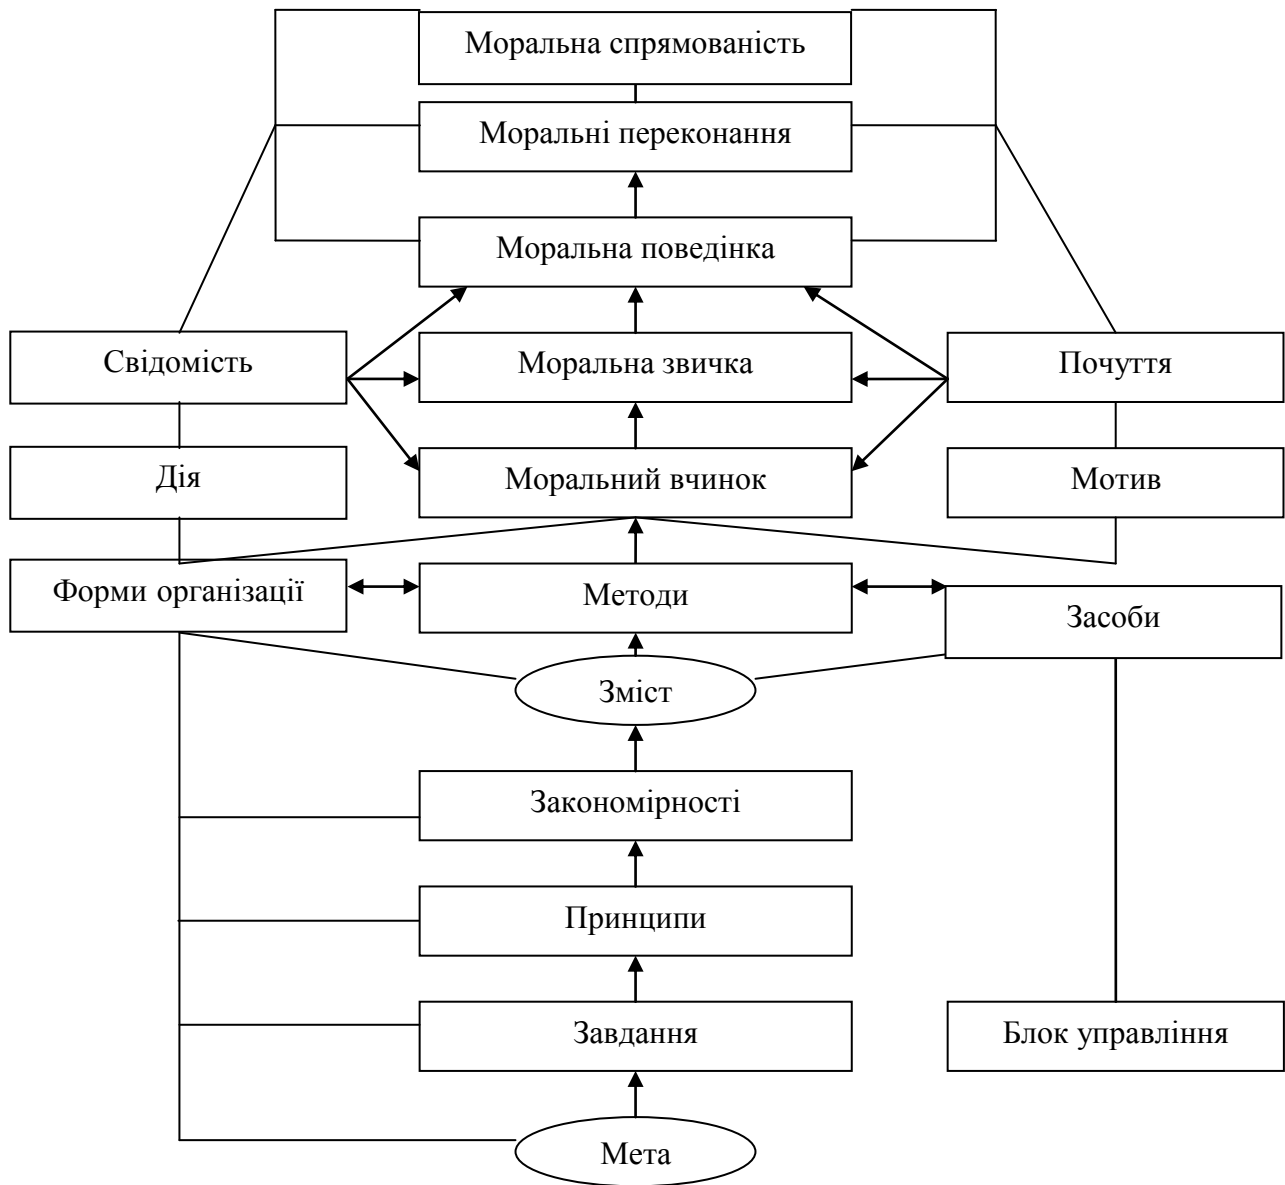 Моральна спрямованість
Моральні переконання
Моральна поведінка
Свідомість
Моральна звичка
Почуття
Дія
Моральний вчинок
Мотив
Форми організації
Методи
Засоби
Зміст
Закономірності
Принципи
Завдання
Блок управління
Мета